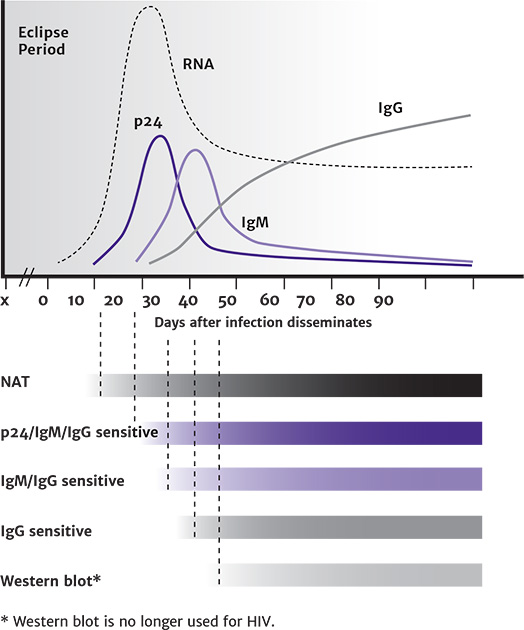 Eclipse
Period
RNA
p24
IgG
IgM
x 0 10 20 30 40 50 60 70 80 90
Days after infection disseminates
NAT
p24/IgM/IgG sensitive
IgM/IgG sensitive
IgG sensitive
Western blot*
* Western blot is no longer used for HIV.